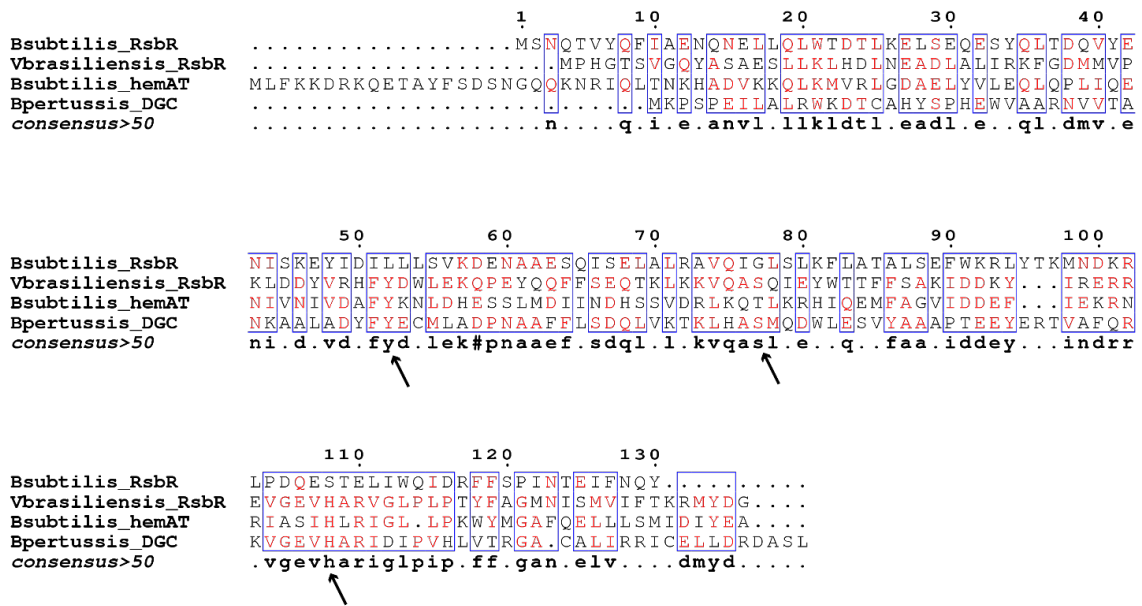 1 10 20 30 40
Bsubtilis_RsbR ..................MSNQTVYQFIAENQNELLQLWTDTLKELSEQESYQLTDQVYE
Vbrasiliensis_RsbR .....................MPHGTSVGQYASAESLLKLHDLNEADLALIRKFGDMMVP
Bsubtilis_hemAT MLFKKDRKQETAYFSDSNGQQKNRIQLTNKHADVKKQLKMVRLGDAELYVLEQLQPLIQE
Bpertussis_DGC ...........................MKPSPEILALRWKDTCAHYSPHEWVAARNVVTA
consensus>50 ....................n....q.i.e.anvl.llkldtl.eadl.e..ql.dmv.e
50 60 70 80 90 100
Bsubtilis_RsbR NISKEYIDILLLSVKDENAAESQISELALRAVQIGLSLKFLATALSEFWKRLYTKMNDKR
Vbrasiliensis_RsbR KLDDYVRHFYDWLEKQPEYQQFFSEQTKLKKVQASQIEYWTTFFSAKIDDKY...IRERR
Bsubtilis_hemAT NIVNIVDAFYKNLDHESSLMDIINDHSSVDRLKQTLKRHIQEMFAGVIDDEF...IEKRN
Bpertussis_DGC NKAALADYFYECMLADPNAAFFLSDQLVKTKLHASMQDWLESVYAAAPTEEYERTVAFQR
consensus>50 ni.d.vd.fyd.lek#pnaaef.sdql.l.kvqasl.e..q..faa.iddey...indrr
110 120 130
Bsubtilis_RsbR LPDQESTELIWQIDRFFSPINTEIFNQY..........
Vbrasiliensis_RsbR EVGEVHARVGLPLPTYFAGMNISMVIFTKRMYDG....
Bsubtilis_hemAT RIASIHLRIGL.LPKWYMGAFQELLLSMIDIYEA....
Bpertussis_DGC KVGEVHARIDIPVHLVTRGA.CALIRRICELLDRDASL
consensus>50 .vgevhariglpip.ff.gan.elv....dmyd.....